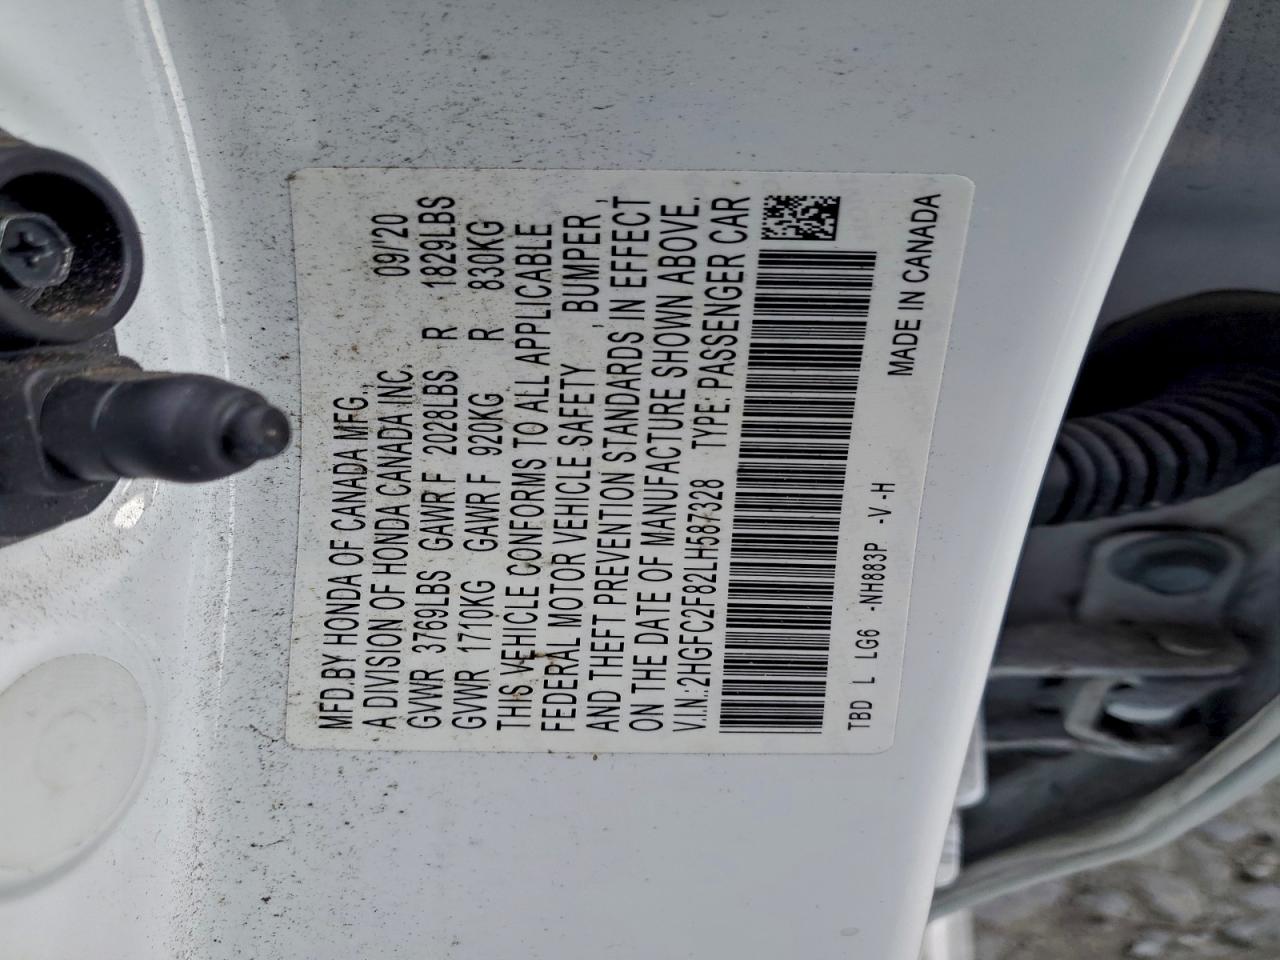 MFD.BY HONDA OF CANADA MFG.,
A DIVISION OF HONDA CANADA INC. 09/'20
GVWR 3769LBS GAWR F 2028LBS R 1829LBS
GVWR 1710KG GAWR F 920KG R 830KG
THIS VEHICLE CONFORMS TO ALL APPLICABLE
FEDERAL MOTOR VEHICLE SAFETY , BUMPER ,
AND THEFT PREVENTION STANDARDS IN EFFECT
ON THE DATE OF MANUFACTURE SHOWN ABOVE.
V.I.N.:2HGFC2F82LH587328 TYPE:PASSENGER CAR
TBD L LG6 -NH883P -V -H MADE IN CANADA